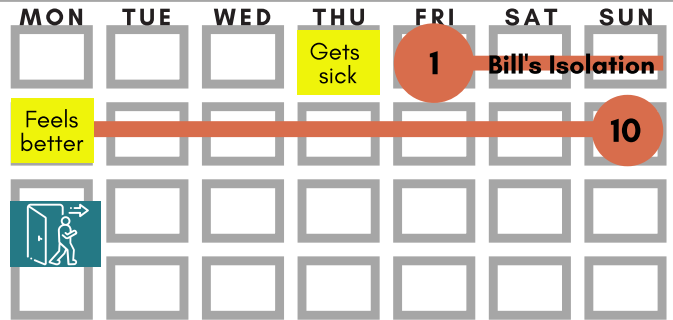 MON TUE WED THU FRI SAT SUN
Gets
sick
1
Bill's Isolation
Feels
better
10